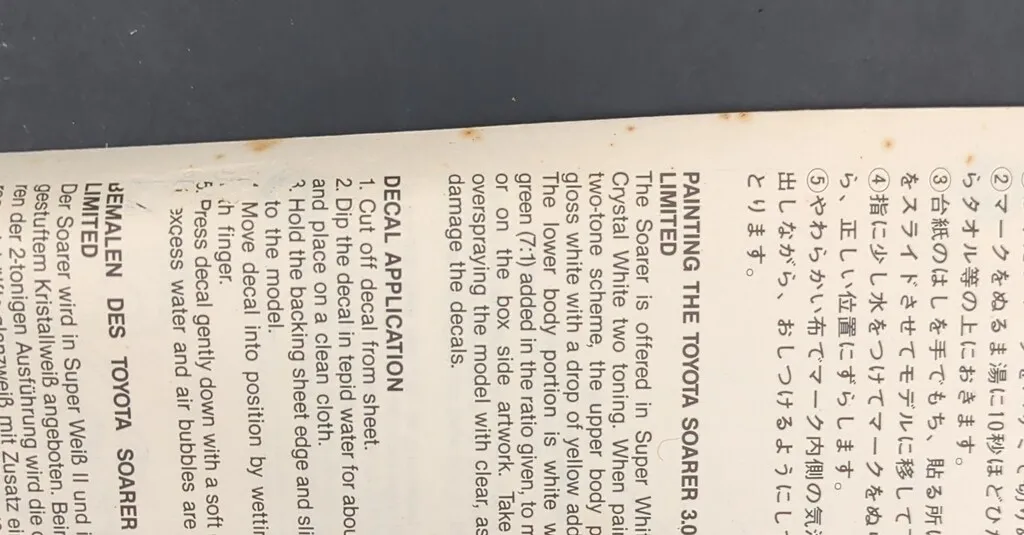 ②マークをぬるま湯に10秒ほどひ
らタオル等の上におきます。
③台紙のはしを手でもち、貼る所
をスライドさせてモデルに移して
④指に少し水をつけてマークをぬ
ら、正しい位置にずらします。
⑤やわらかい布でマーク内側の気
出しながら、おしつけるようにし
とります。
PAINTING THE TOYOTA SOARER 3.0
LIMITED
The Soarer is offered in Super Whi
Crystal White two toning. When pai
two-tone scheme, the upper body p
gloss white with a drop of yellow add
The lower body portion is white w
green (7:1) added in the ratio given, to m
or on the box side artwork. Take
overspraying the model with clear, as
damage the decals.
DECAL APPLICATION
1. Cut off decal from sheet.
2. Dip the decal in tepid water for abou
and place on a clean cloth.
3. Hold the backing sheet edge and sli
to the model.
Move decal into position by wetti
finger.
5. Press decal gently down with a soft
excess water and air bubbles are
BEMALEN DES TOYOTA SOARER
LIMITED
Der Soarer wird in Super Weiß II und i
gestuftem Kristallweiß angeboten. Bei
ren der 2-tonigen Ausführung wird die
mit Zusatz